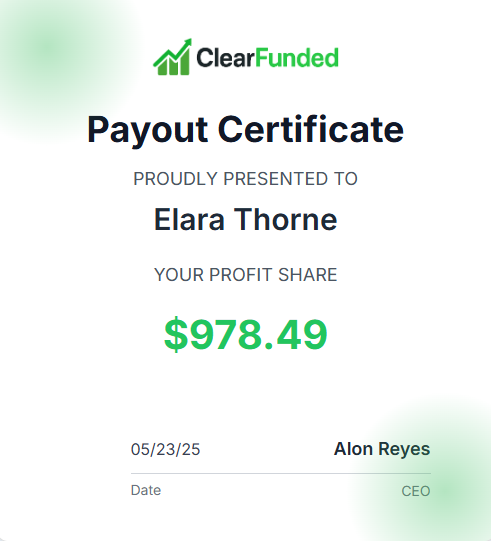 ClearFunded
Payout Certificate
PROUDLY PRESENTED TO
Elara Thorne
YOUR PROFIT SHARE
$978.49
05/23/25 Alon Reyes
Date CEO